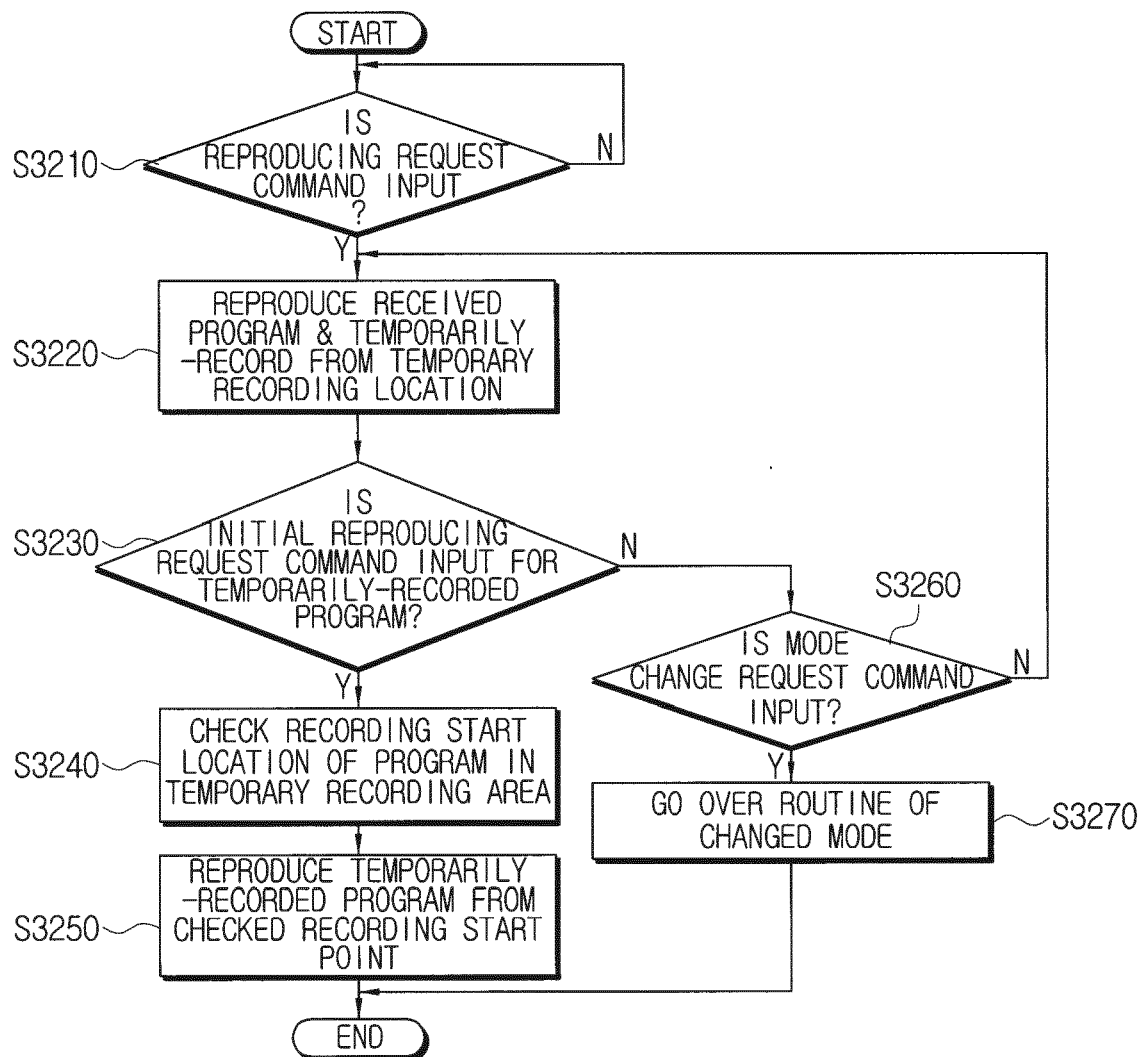 START
IS
REPRODUCING REQUEST
COMMAND INPUT
?
N
S3210
Y
REPRODUCE RECEIVED
PROGRAM & TEMPORARILY
-RECORD FROM TEMPORARY
RECORDING LOCATION
S3220
IS
INITIAL REPRODUCING
REQUEST COMMAND INPUT FOR
TEMPORARILY-RECORDED
PROGRAM?
S3230
N
Y
S3260
IS MODE
CHANGE REQUEST COMMAND
INPUT?
N
Y
CHECK RECORDING START
LOCATION OF PROGRAM IN
TEMPORARY RECORDING AREA
S3240
GO OVER ROUTINE OF
CHANGED MODE
S3270
REPRODUCE TEMPORARILY
-RECORDED PROGRAM FROM
CHECKED RECORDING START
POINT
S3250
END